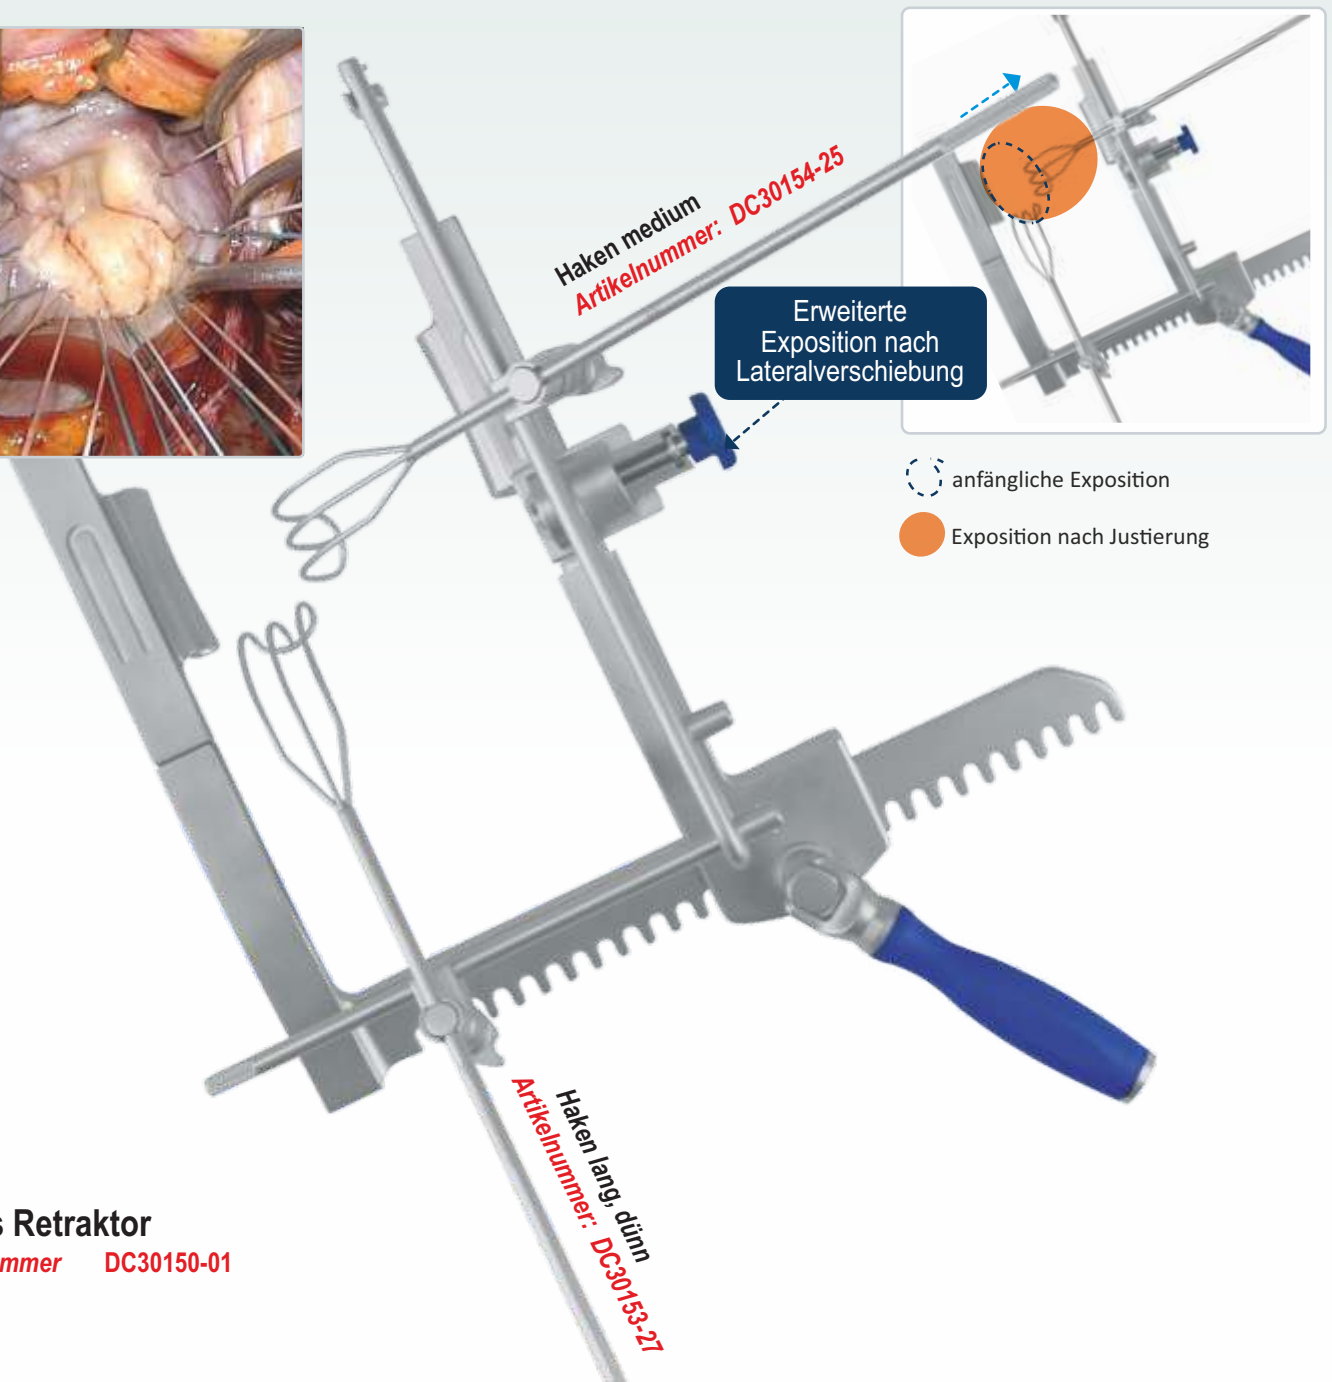 Haken medium
Artikelnummer: DC30154-25
Erweiterte
Exposition nach
Lateralverschiebung
anfängliche Exposition
Exposition nach Justierung
Haken lang, dünn
Artikelnummer: DC30153-27
s Retraktor
mmer DC30150-01